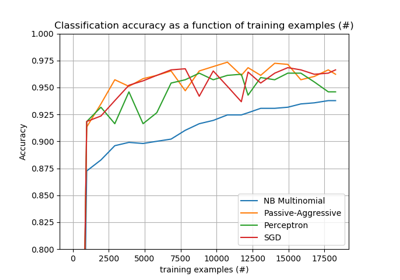 Classification accuracy as a function of training examples (#)
1.000
0.975
0.950
0.925
0.900
0.875
0.850
0.825
0.800
Accuracy
NB Multinomial
Passive-Aggressive
Perceptron
SGD
0 2500 5000 7500 10000 12500 15000 17500
training examples (#)